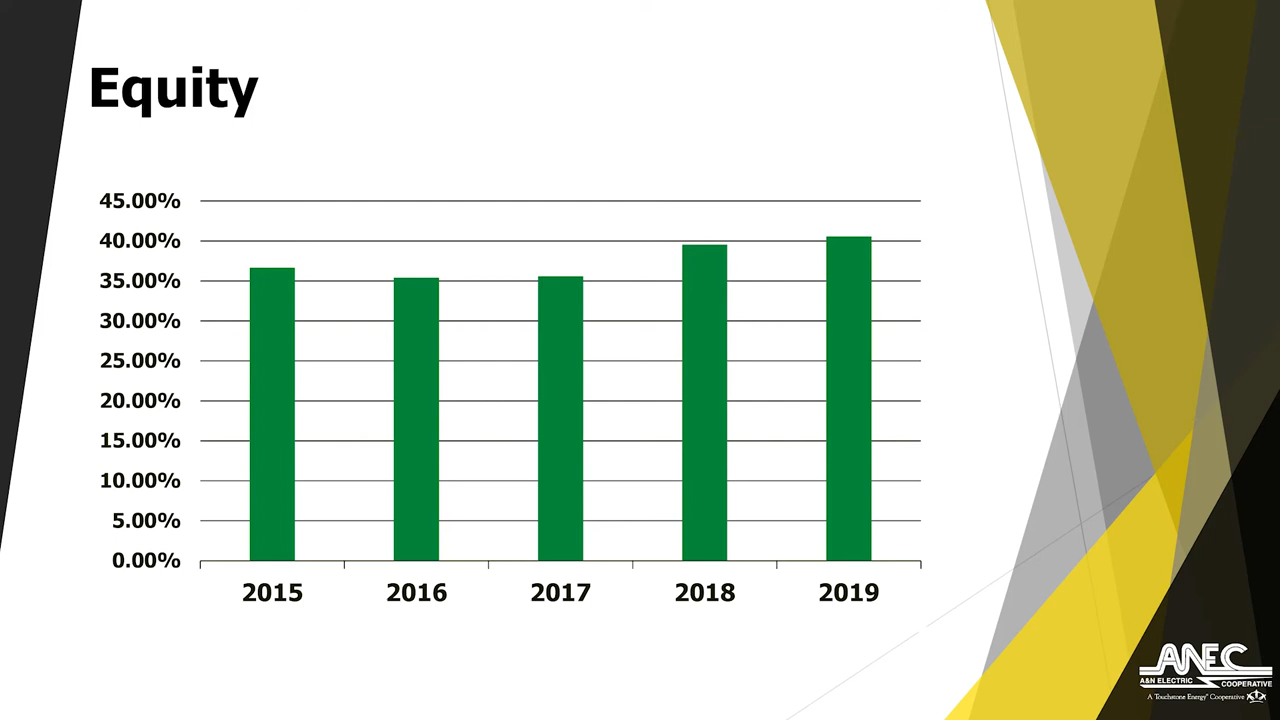 Equity
45.00%
40.00%
35.00%
30.00%
25.00%
20.00%
15.00%
10.00%
5.00%
0.00%
2015 2016 2017 2018 2019
ANEC
A&N ELECTRIC COOPERATIVE
A Touchstone Energy® Cooperative